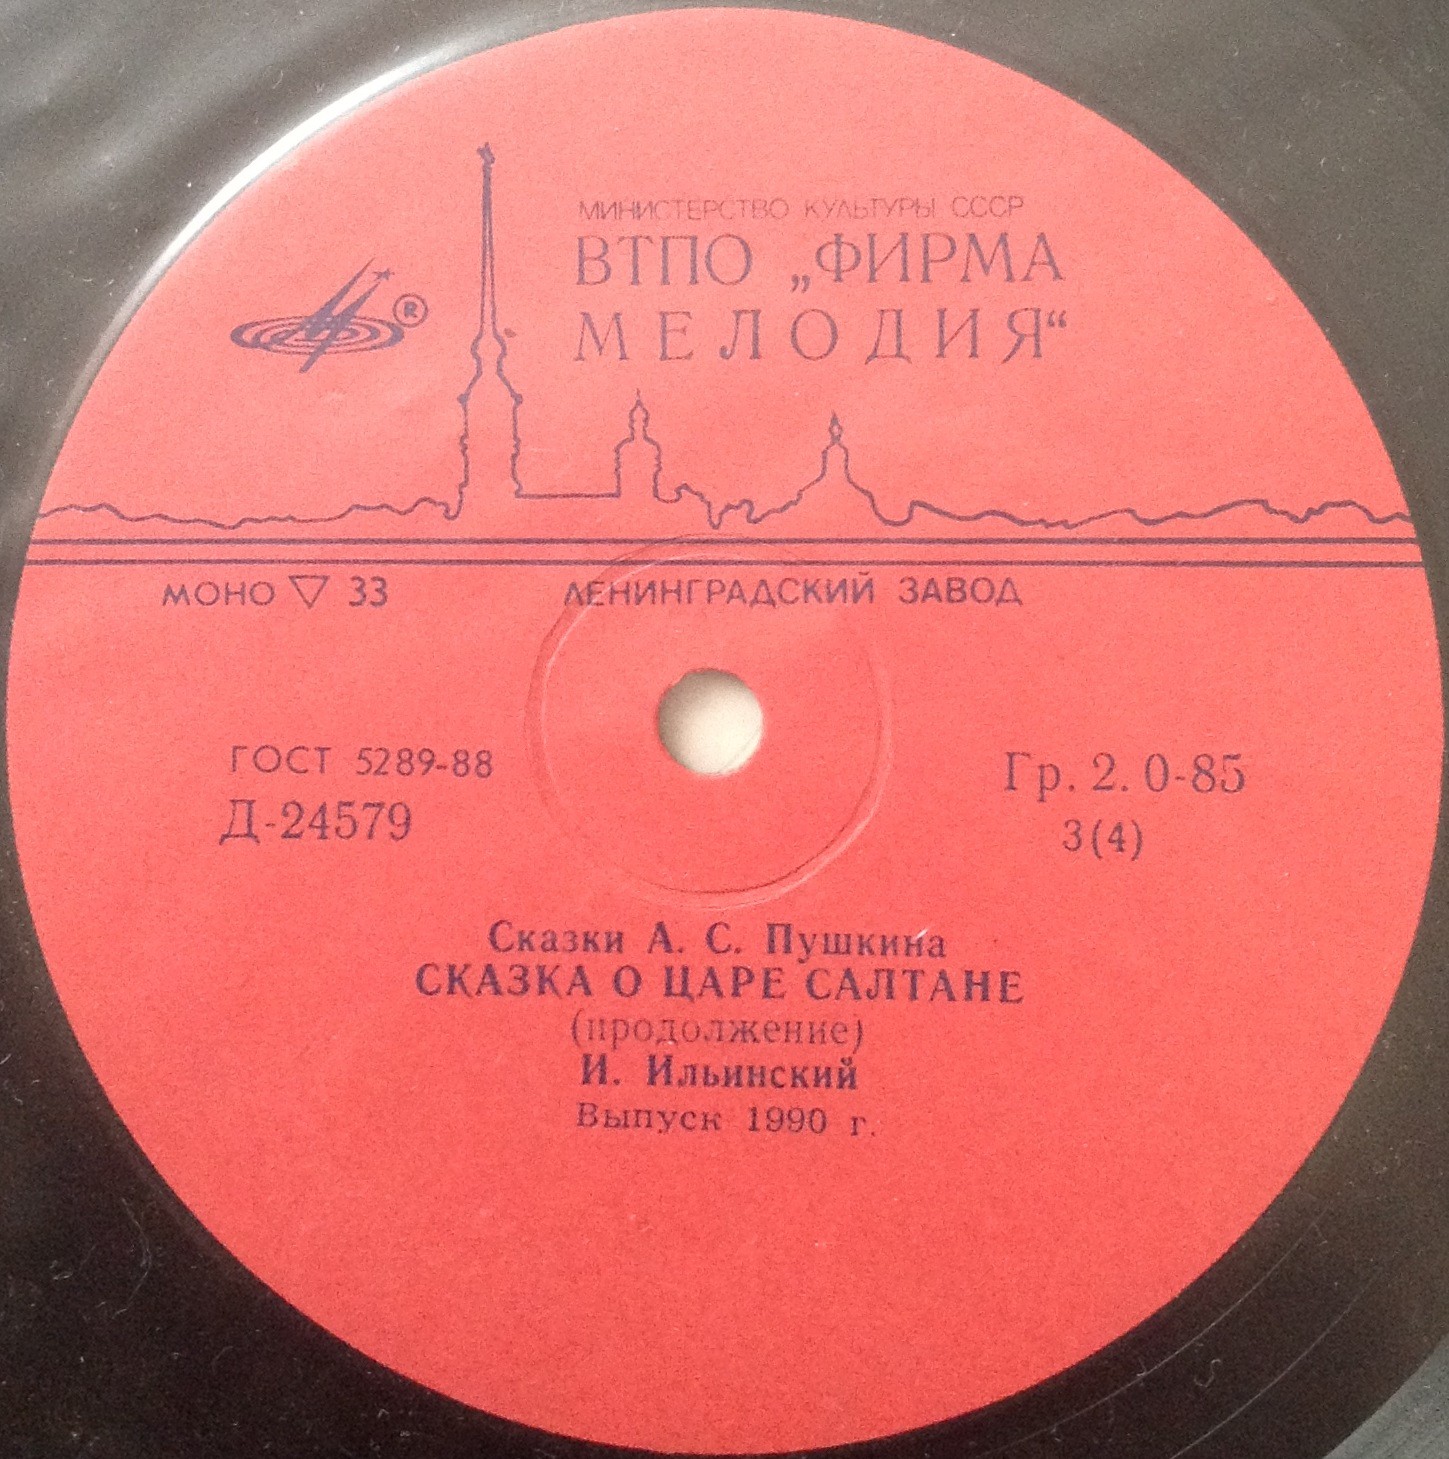 МИНИСТЕРСТВО КУЛЬТУРЫ СССР
ВТПО „ФИРМА
МЕЛОДИЯ“
®
МОНО ▽ 33 ЛЕНИНГРАДСКИЙ ЗАВОД
ГОСТ 5289-88
Д-24579
Гр. 2. 0-85
3(4)
Сказки А. С. Пушкина
СКАЗКА О ЦАРЕ САЛТАНЕ
(продолжение)
И. Ильинский
Выпуск 1990 г.